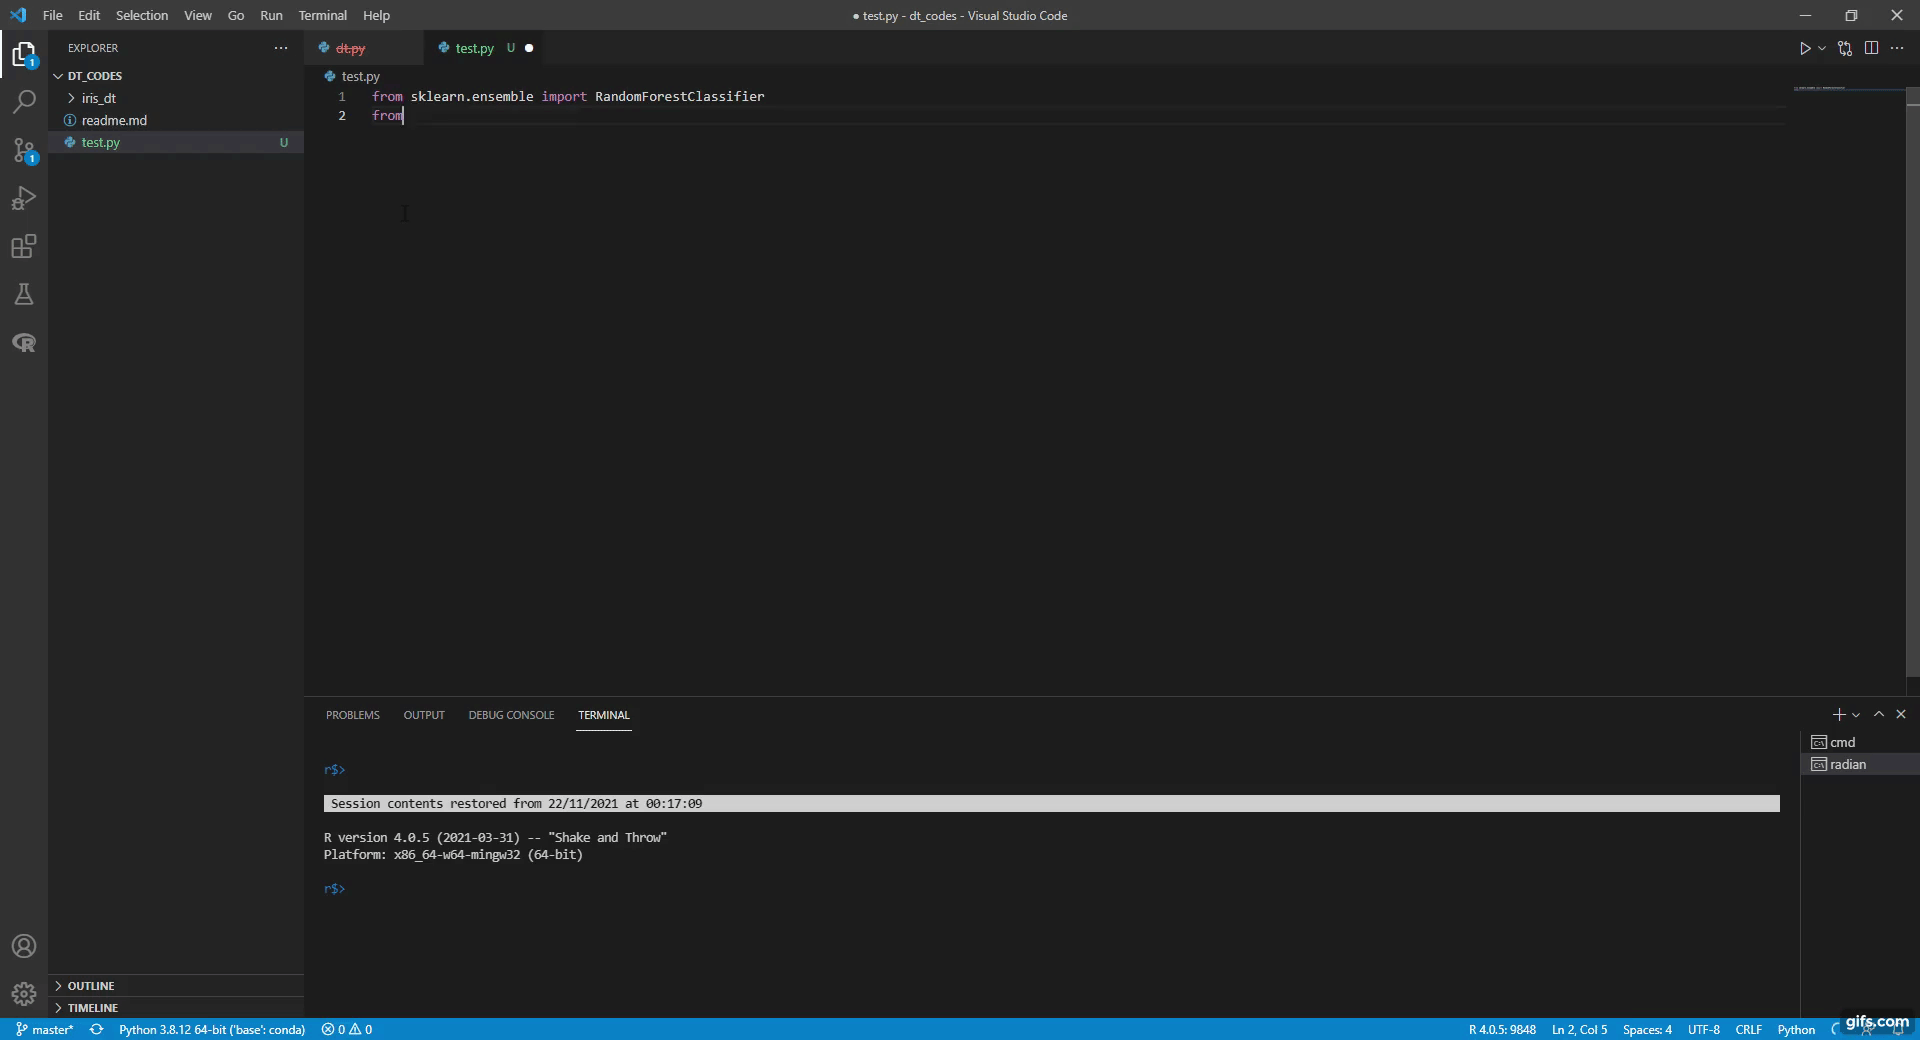 File Edit Selection View Go Run Terminal Help
● test.py - dt_codes - Visual Studio Code
EXPLORER
dt.py
test.py U
1
DT_CODES
test.py
iris_dt
1 from sklearn.ensemble import RandomForestClassifier
readme.md
2 from
test.py U
1
PROBLEMS OUTPUT DEBUG CONSOLE TERMINAL
cmd
radian
r$>
Session contents restored from 22/11/2021 at 00:17:09
R version 4.0.5 (2021-03-31) -- "Shake and Throw"
Platform: x86_64-w64-mingw32 (64-bit)
r$>
OUTLINE
TIMELINE
master* Python 3.8.12 64-bit ('base': conda) 0 0 R 4.0.5: 9848 Ln 2, Col 5 Spaces: 4 UTF-8 CRLF Python
gifs.com